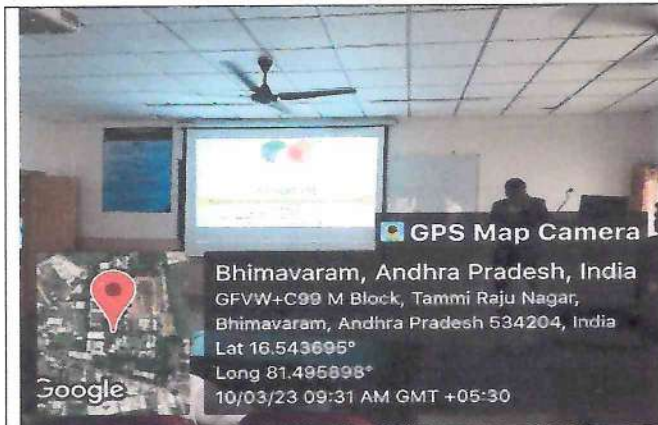 GPS Map Camera
Bhimavaram, Andhra Pradesh, India
GFVW+C99 M Block, Tammi Raju Nagar,
Bhimavaram, Andhra Pradesh 534204, India
Lat 16.543695°
Long 81.495898°
10/03/23 09:31 AM GMT +05:30
Google